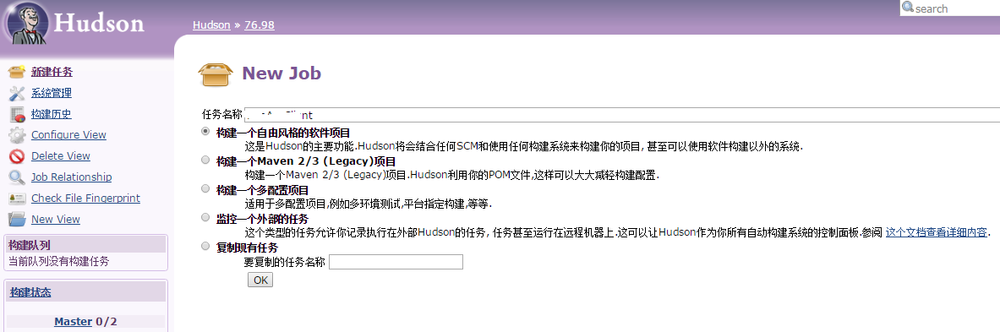 Hudson
search
Hudson » 76.98
新建任务
系统管理
构建历史
Configure View
Delete View
Job Relationship
Check File Fingerprint
New View
构建队列
当前队列没有构建任务
构建状态
Master 0/2
New Job
任务名称
构建一个自由风格的软件项目
这是Hudson的主要功能.Hudson将会结合任何SCM和使用任何构建系统来构建你的项目, 甚至可以使用软件构建以外的系统.
构建一个Maven 2/3 (Legacy)项目
构建一个Maven 2/3 (Legacy)项目.Hudson利用你的POM文件,这样可以大大减轻构建配置.
构建一个多配置项目
适用于多配置项目,例如多环境测试,平台指定构建,等等.
监控一个外部的任务
这个类型的任务允许你记录执行在外部Hudson的任务, 任务甚至运行在远程机器上.这可以让Hudson作为你所有自动构建系统的控制面板.参阅 这个文档查看详细内容.
复制现有任务
要复制的任务名称
OK